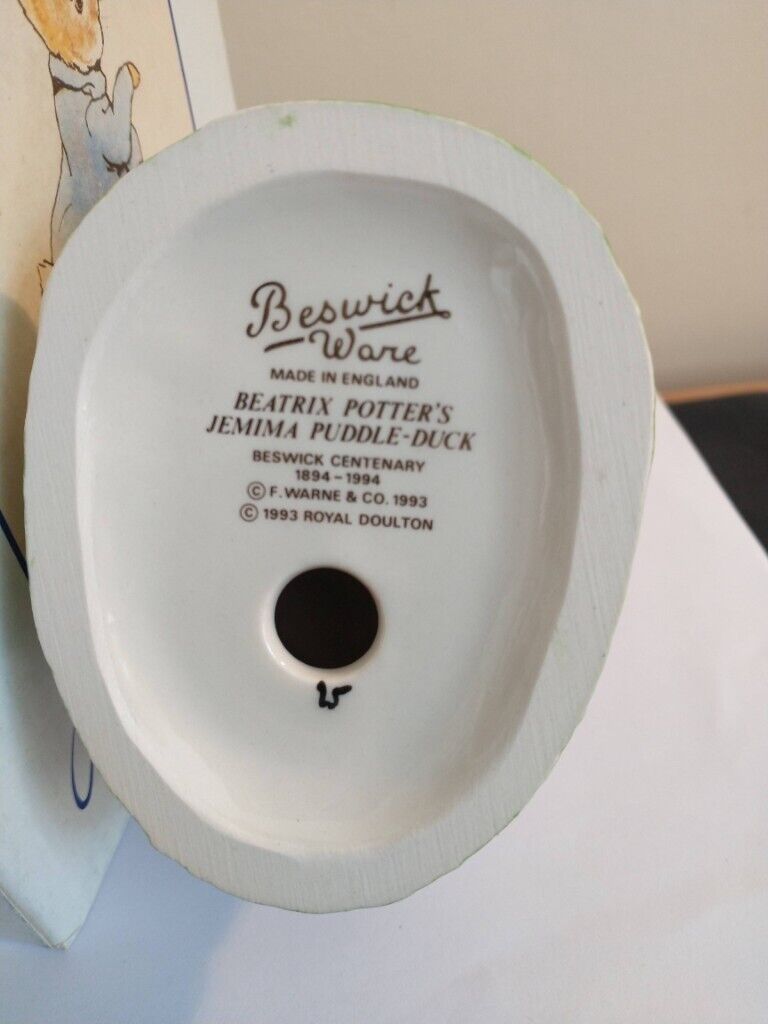 Beswick
Ware
MADE IN ENGLAND
BEATRIX POTTER'S
JEMIMA PUDDLE-DUCK
BESWICK CENTENARY
1894-1994
© F. WARNE & CO. 1993
© 1993 ROYAL DOULTON